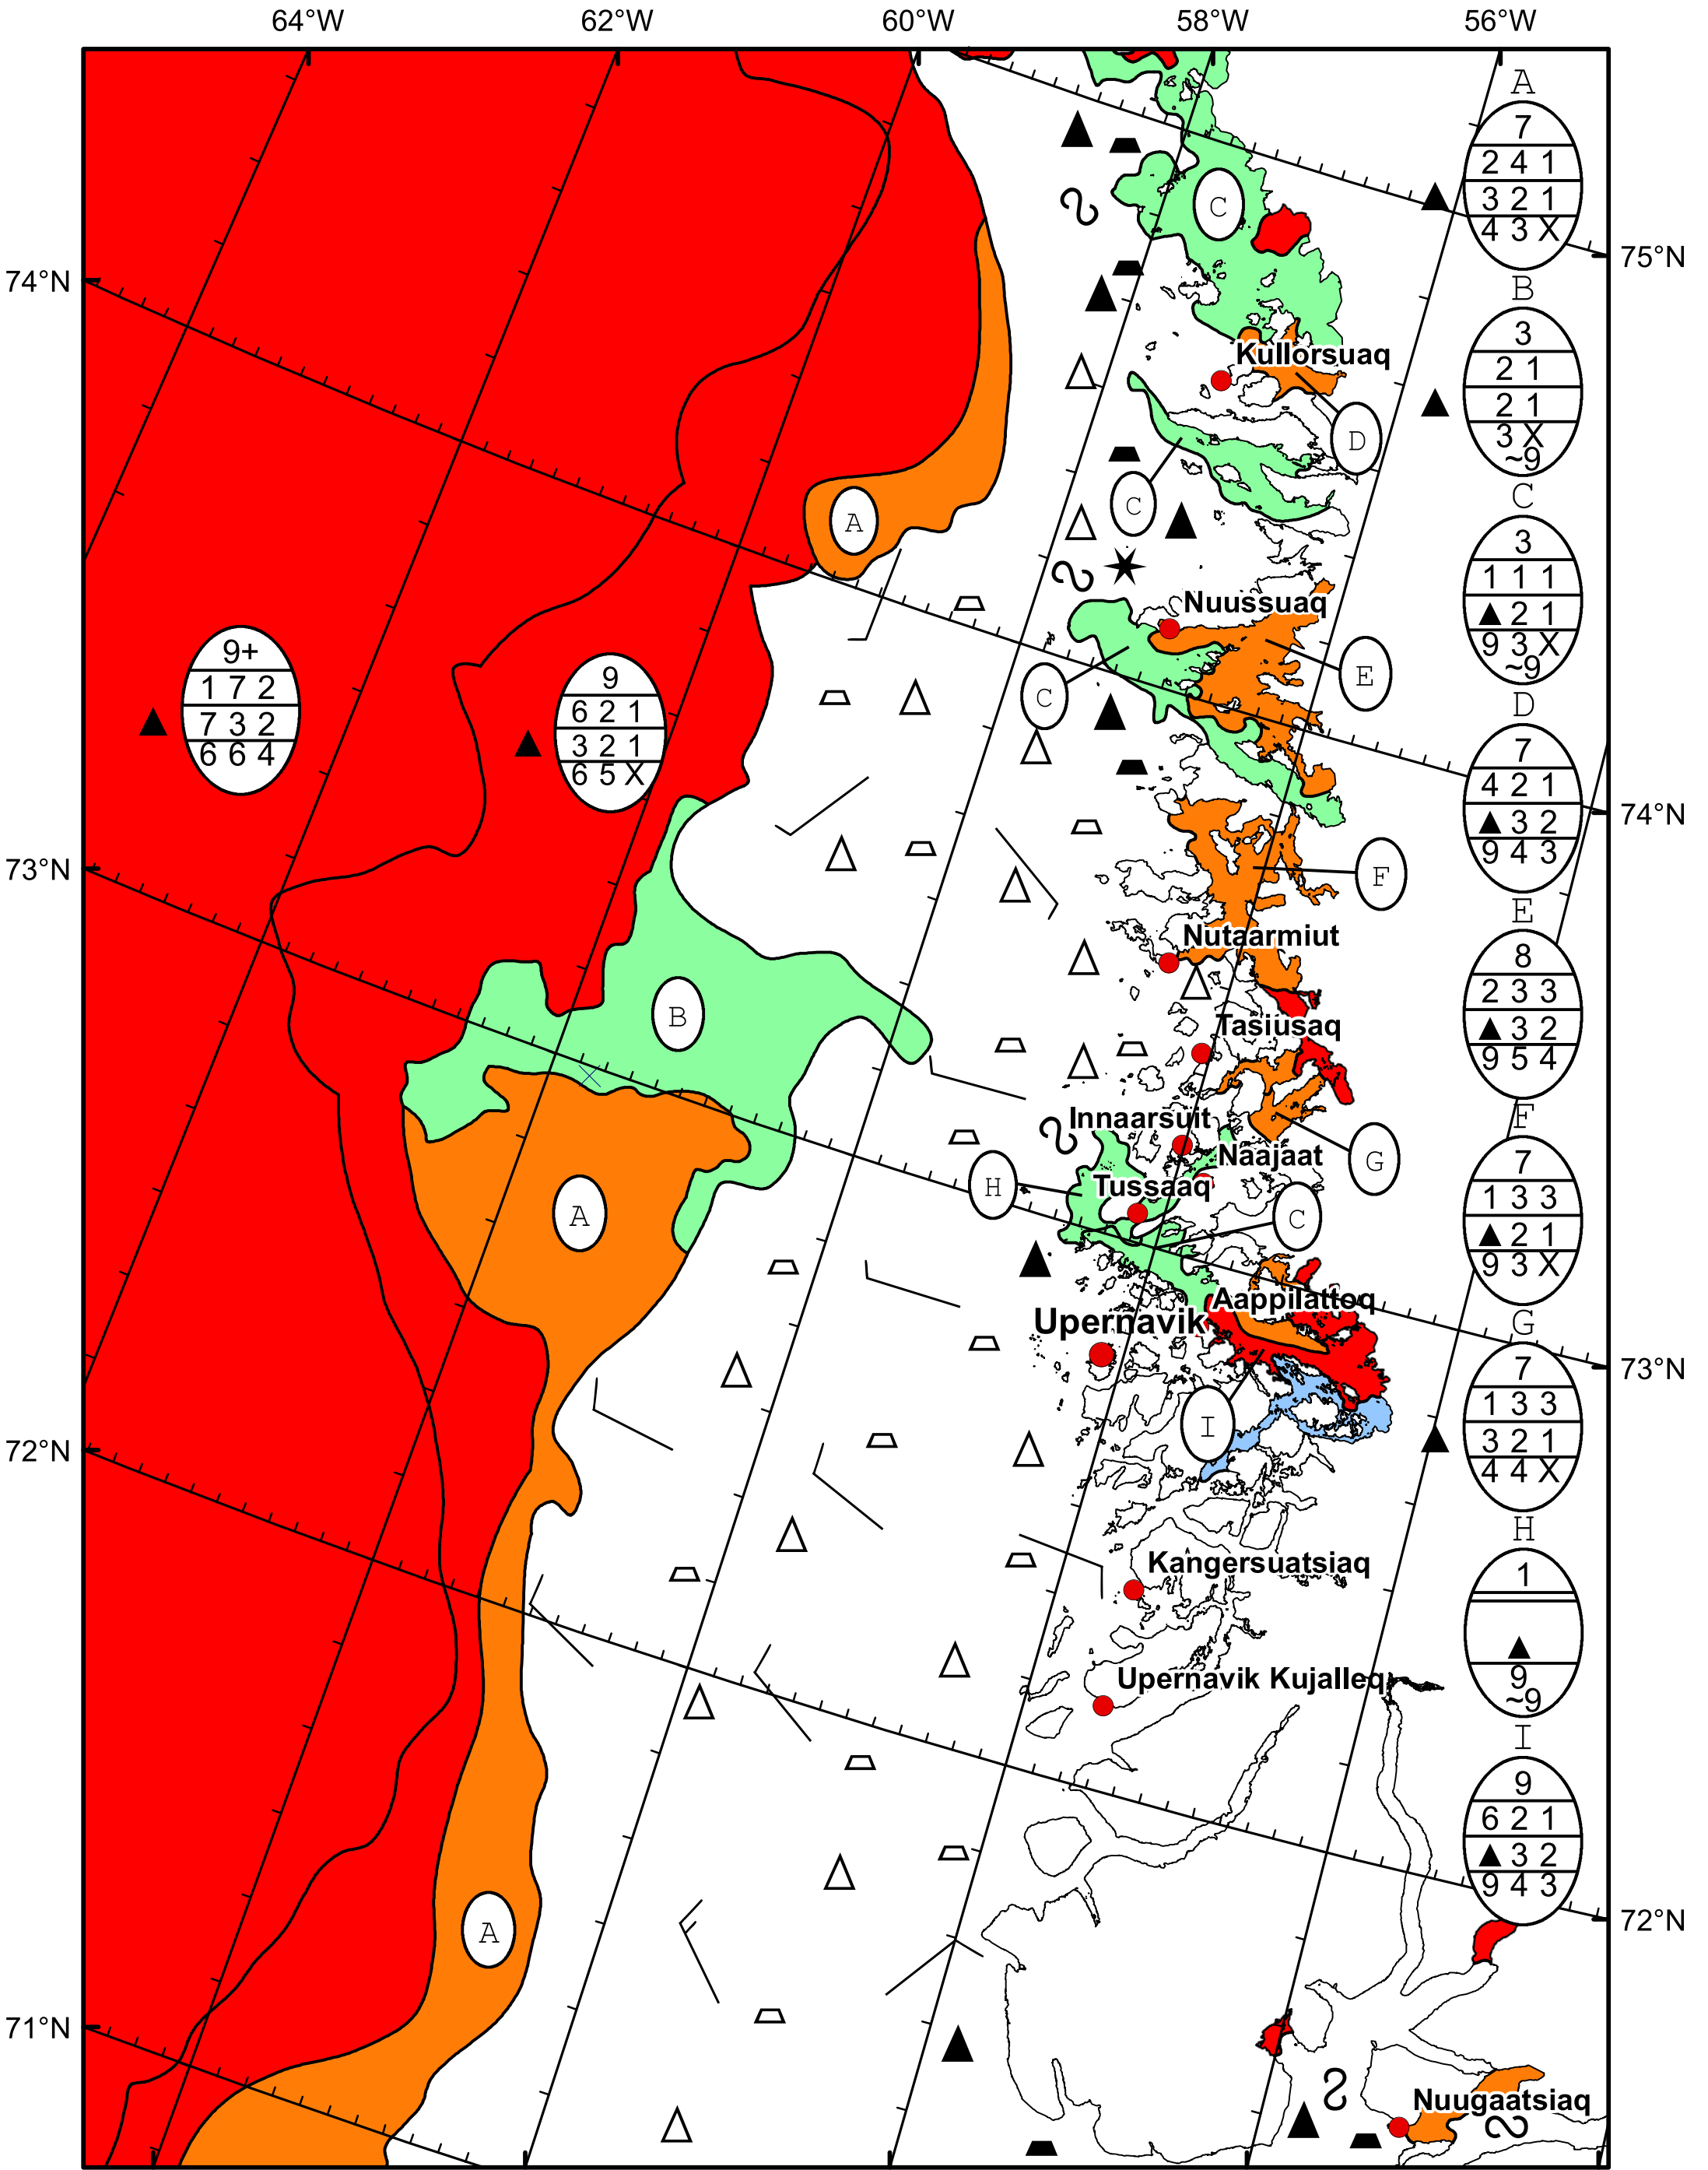 64°W 62°W 60°W 58°W 56°W
A
7
2 4 1
3 2 1
4 3 X
75°N
74°N
B
3
2 1
2 1
3 X
~9
C
Kullorsuaq
D
C
C
3
1 1 1
2 1
9 3 X
~9
A
Nuussuaq
E
C
9+
1 7 2
7 3 2
6 6 4
9
6 2 1
3 2 1
6 5 X
D
7
4 2 1
3 2
9 4 3
74°N
73°N
F
E
8
2 3 3
3 2
9 5 4
Nutaarmiut
B
Tasiusaq
Innaarsuit
Naajaat
G
H
Tussaaq
C
A
F
7
1 3 3
2 1
9 3 X
Aappilattoq
Upernavik
G
7
1 3 3
3 2 1
4 4 X
73°N
72°N
I
H
1
9
~9
Kangersuatsiaq
Upernavik Kujalleq
I
9
6 2 1
3 2
9 4 3
A
72°N
71°N
Nuugaatsiaq